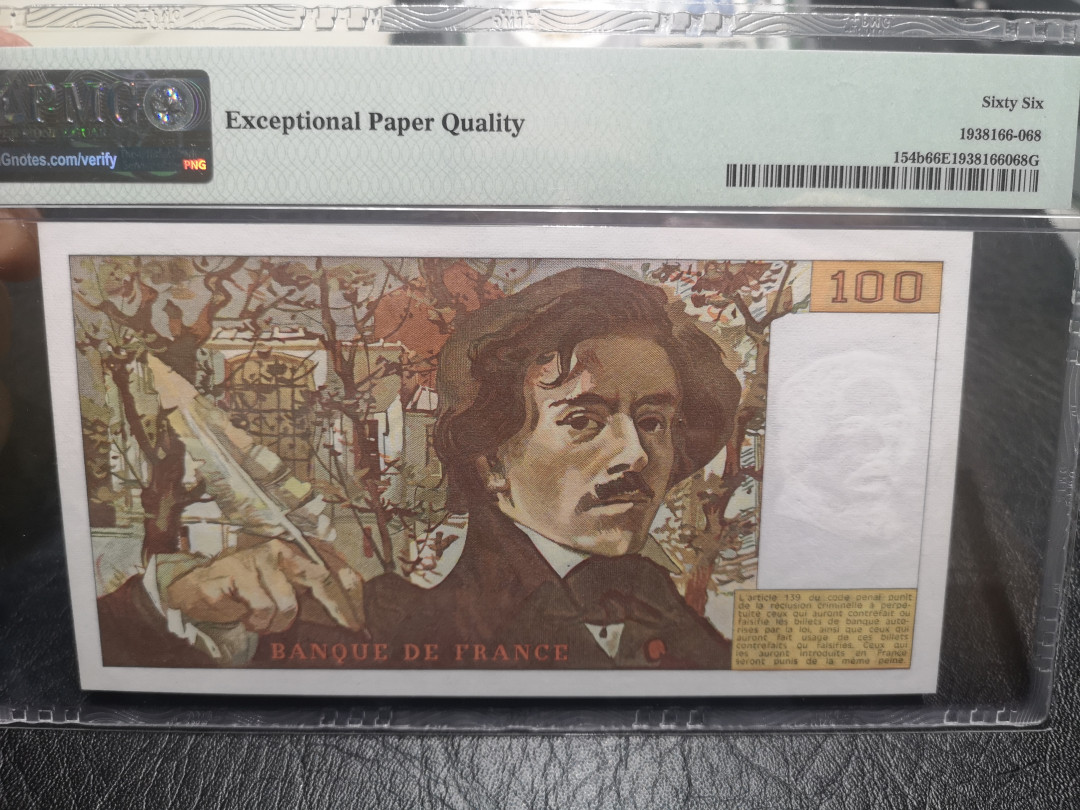 PMG
Gnotes.com/verify
PNG
Exceptional Paper Quality
Sixty Six
1938166-068
154b66E1938166068G
100
BANQUE DE FRANCE
L'article 139 du code pénal punit
de la réclusion criminelle à perpé-
tuité ceux qui auront contrefait ou
falsifié les billets de banque auto-
risés par la loi, ainsi que ceux qui
auront fait usage de ces billets
contrefaits ou falsifiés. Ceux qui
les auront introduits en France
seront punis de la même peine.